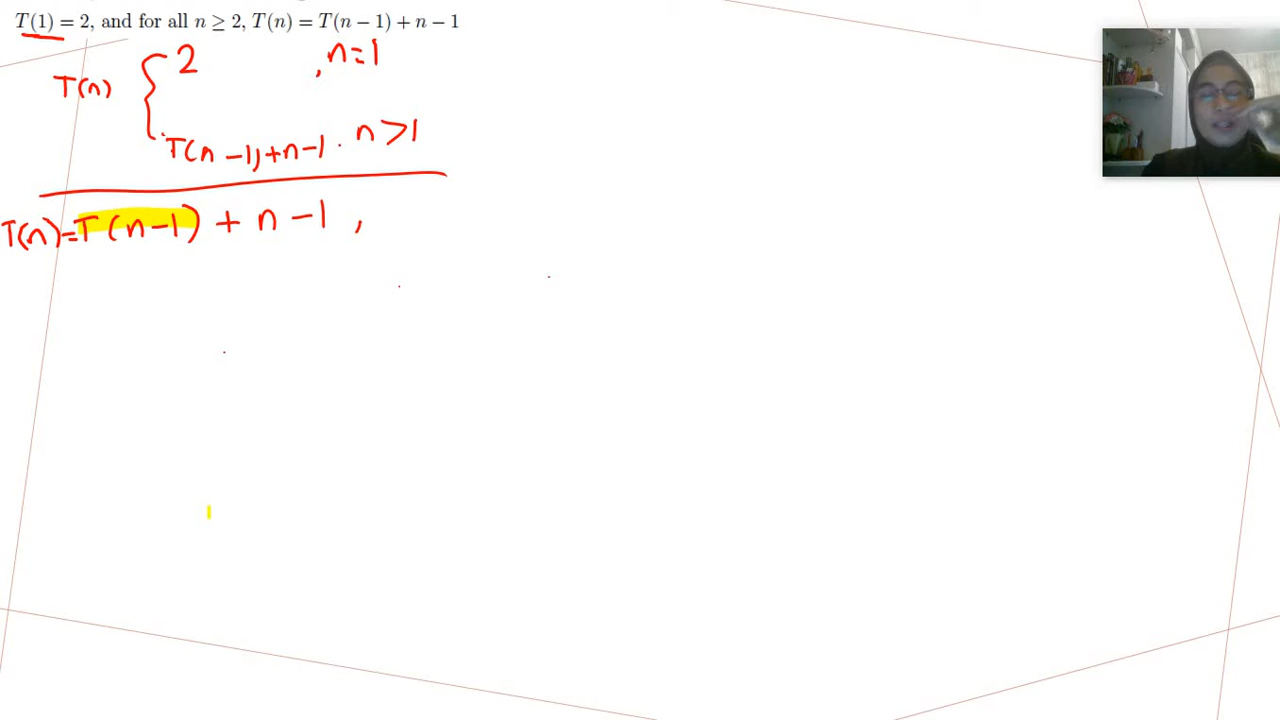 T(1) = 2, and for all n ≥ 2, T(n) = T(n − 1) + n − 1
T(n) { 2 , n=1
T(n-1)+n-1 . n>1
T(n)=T(n-1) + n -1 ,